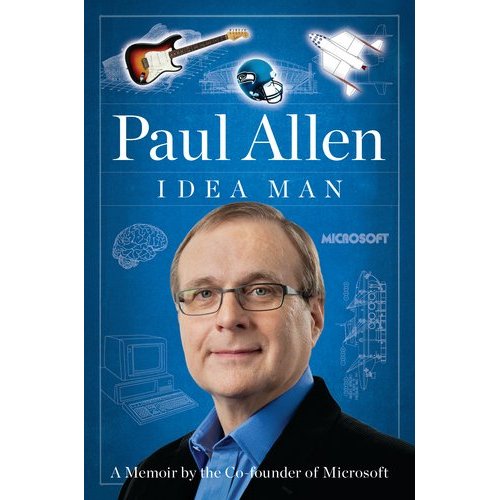 Paul Allen
IDEA MAN
MICROSOFT
A Memoir by the Co-founder of Microsoft